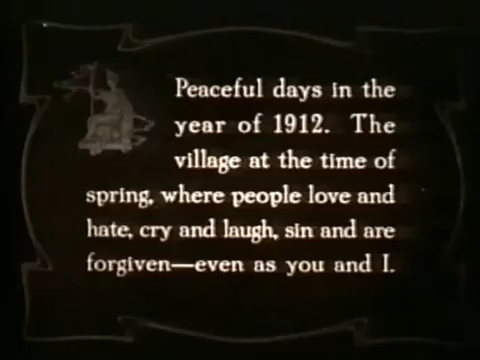 Peaceful days in the
year of 1912. The
village at the time of
spring, where people love and
hate, cry and laugh, sin and are
forgiven—even as you and I.